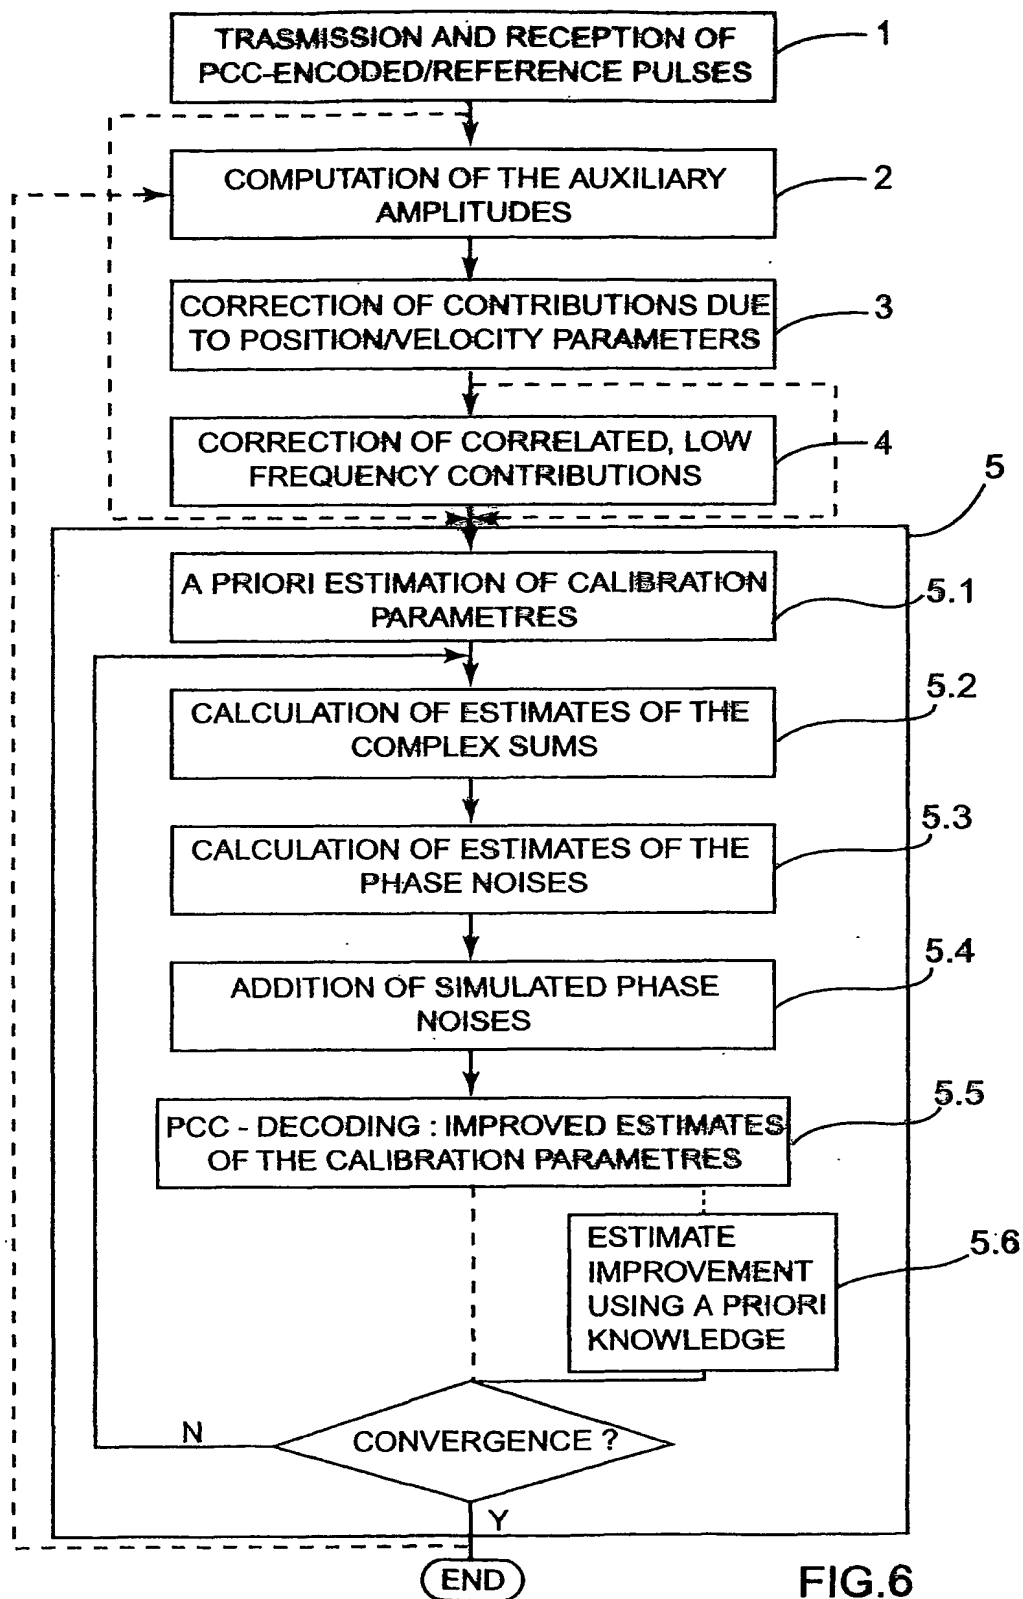 TRASMISSION AND RECEPTION OF
PCC-ENCODED/REFERENCE PULSES
1
COMPUTATION OF THE AUXILIARY
AMPLITUDES
2
CORRECTION OF CONTRIBUTIONS DUE
TO POSITION/VELOCITY PARAMETERS
3
CORRECTION OF CORRELATED, LOW
FREQUENCY CONTRIBUTIONS
4
5
A PRIORI ESTIMATION OF CALIBRATION
PARAMETRES
5.1
CALCULATION OF ESTIMATES OF THE
COMPLEX SUMS
5.2
CALCULATION OF ESTIMATES OF THE
PHASE NOISES
5.3
ADDITION OF SIMULATED PHASE
NOISES
5.4
PCC - DECODING : IMPROVED ESTIMATES
OF THE CALIBRATION PARAMETRES
5.5
ESTIMATE
IMPROVEMENT
USING A PRIORI
KNOWLEDGE
5.6
N
CONVERGENCE ?
Y
END
FIG.6